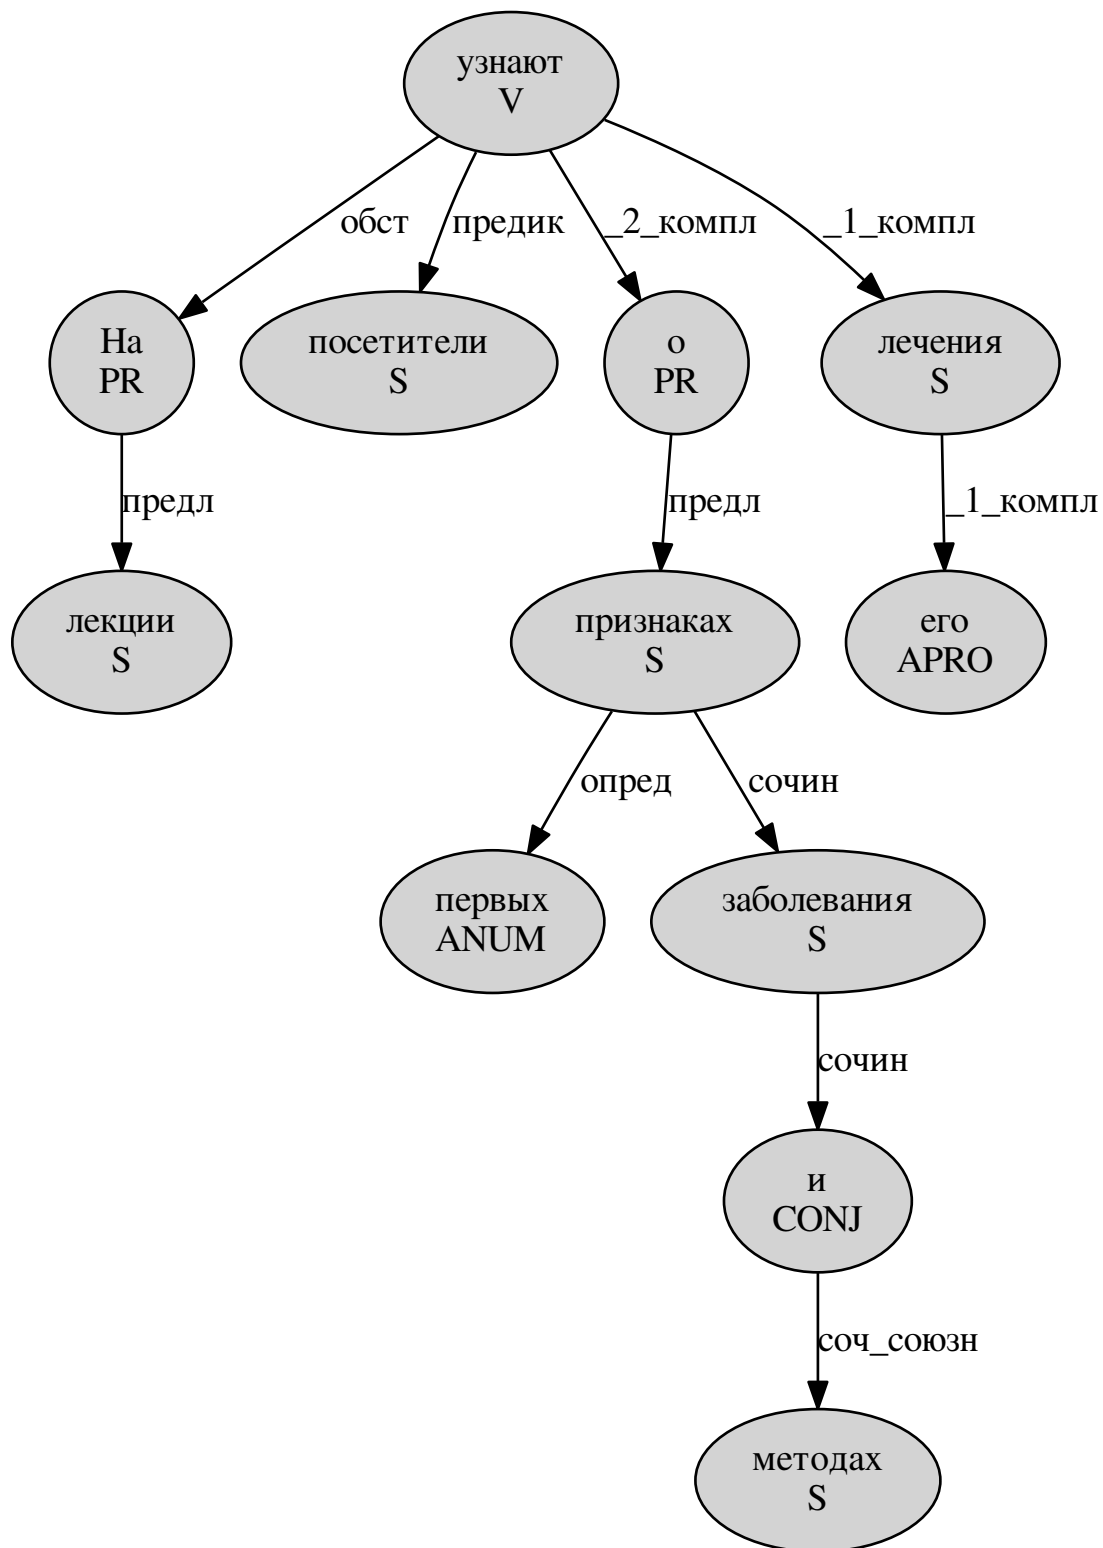 узнают
V
обст
предик
_2_компл
_1_компл
На
PR
посетители
S
о
PR
лечения
S
предл
предл
_1_компл
лекции
S
признаках
S
его
APRO
опред
сочин
первых
ANUM
заболевания
S
сочин
и
CONJ
соч_союзн
методах
S